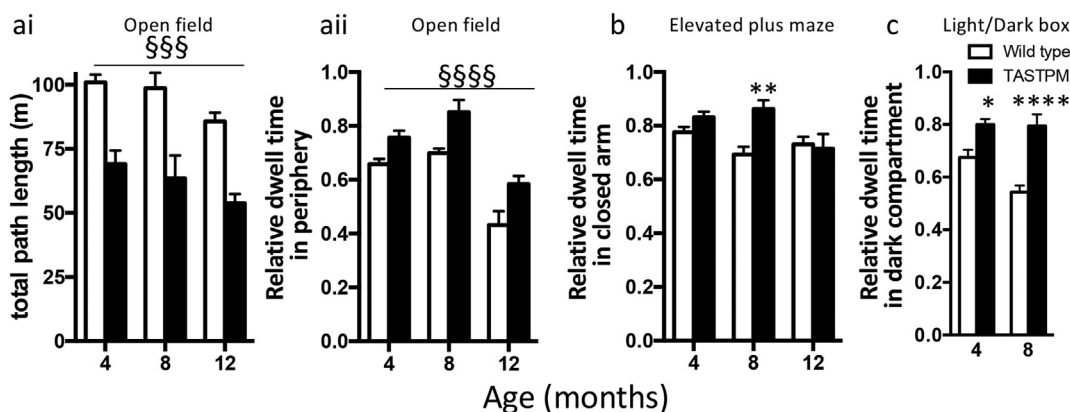 ai
Open field
§§§
total path length (m)
100
75
50
25
0
4 8 12
aii
Open field
§§§§
Relative dwell time
in periphery
1.0
0.8
0.6
0.4
0.2
0.0
4 8 12
b
Elevated plus maze
**
Relative dwell time
in closed arm
1.0
0.8
0.6
0.4
0.2
0.0
4 8 12
c
Light/Dark box
Wild type
TASTPM
* ****
Relative dwell time
in dark compartment
1.0
0.8
0.6
0.4
0.2
0.0
4 8
Age (months)